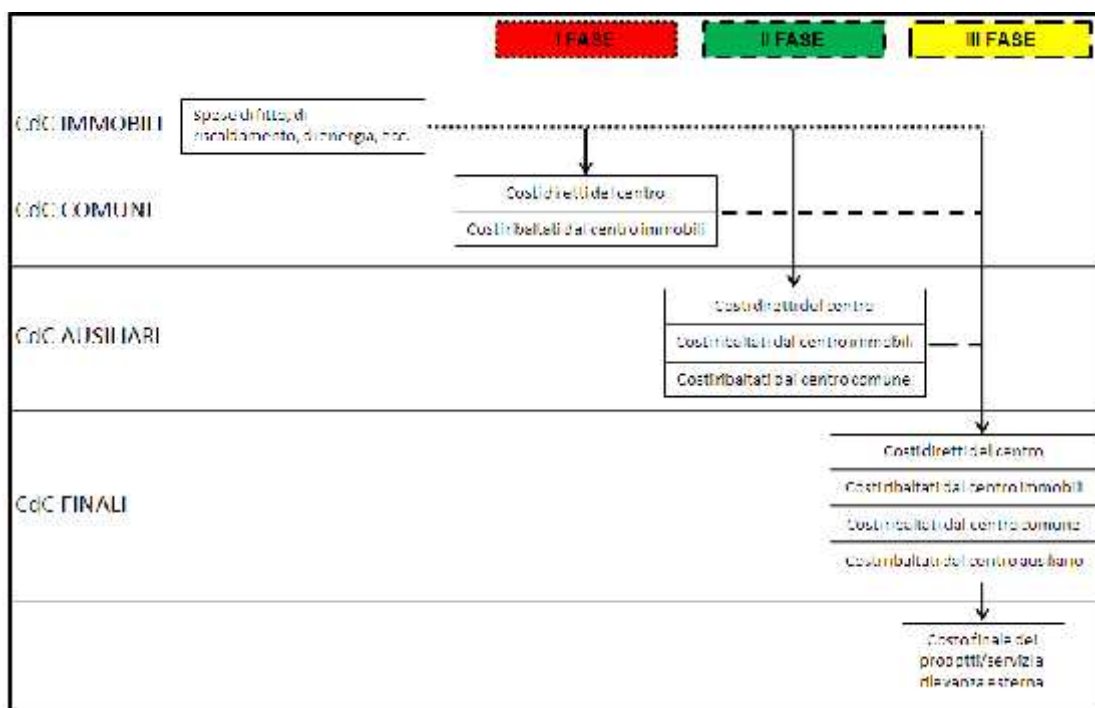 I FASE
II FASE
III FASE
CdC IMMOBILI
Spese di fitto, di
riscaldamento, di energia, ecc.
CdC COMUNI
Costi diretti del centro
Costi ribaltati dal centro immobili
CdC AUSILIARI
Costi diretti del centro
Costi ribaltati dal centro immobili
Costi ribaltati dal centro comune
CdC FINALI
Costi diretti del centro
Costi ribaltati dal centro immobili
Costi ribaltati dal centro comune
Costi ribaltati dal centro ausiliario
Costo finale dei
prodotti/servizi a
rilevanza esterna